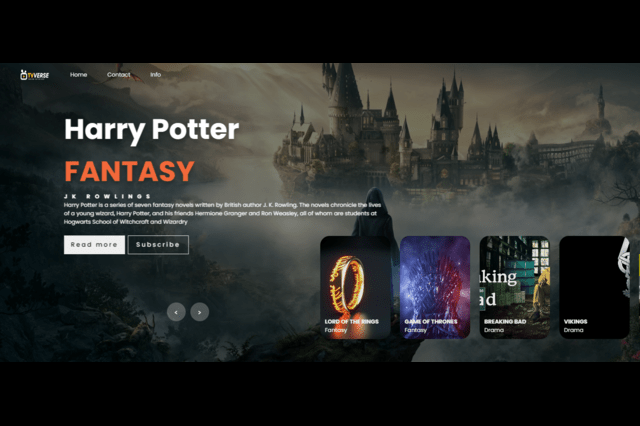 TVVERSE
Home
Contact
Info
Harry Potter
FANTASY
JK ROWLINGS
Harry Potter is a series of seven fantasy novels written by British author J. K. Rowling. The novels chronicle the lives
of a young wizard, Harry Potter, and his friends Hermione Granger and Ron Weasley, all of whom are students at
Hogwarts School of Witchcraft and Wizardry
Read more
Subscribe
<
>
LORD OF THE RINGS
Fantasy
GAME OF THRONES
Fantasy
king
ad
BREAKING BAD
Drama
VIKINGS
Drama